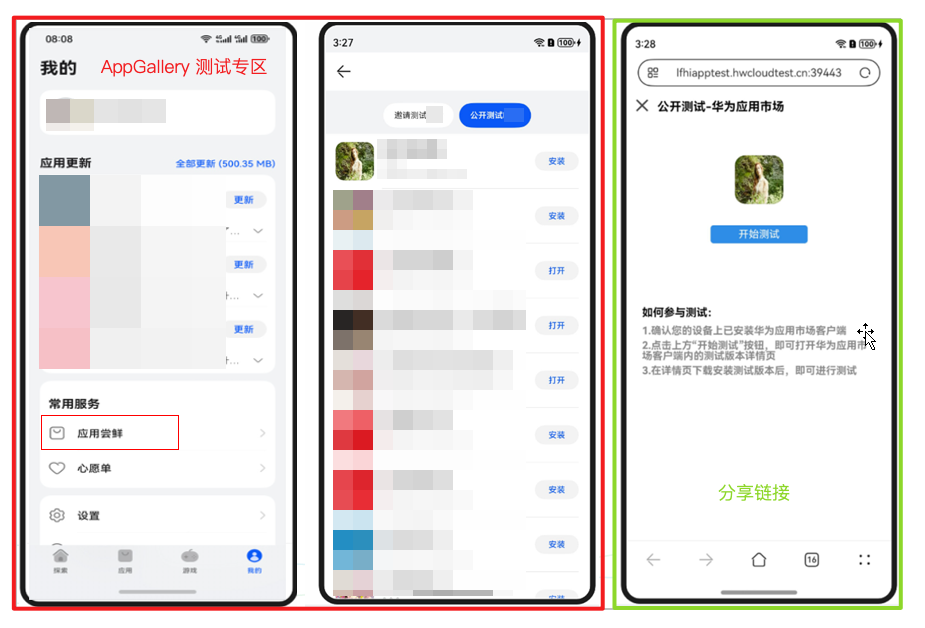 08:08
100
我的
AppGallery 测试专区
应用更新
全部更新 (500.35 MB)
更新
更新
更新
常用服务
应用尝鲜
心愿单
设置
探索
应用
游戏
我的
3:27
100
邀请测试
公开测试
安装
安装
打开
打开
打开
安装
安装
安装
3:28
100
lfhiapptest.hwcloudtest.cn:39443
公开测试-华为应用市场
开始测试
如何参与测试:
1.确认您的设备上已安装华为应用市场客户端
2.点击上方“开始测试”按钮，即可打开华为应用市
场客户端内的测试版本详情页
3.在详情页下载安装测试版本后，即可进行测试
分享链接
16